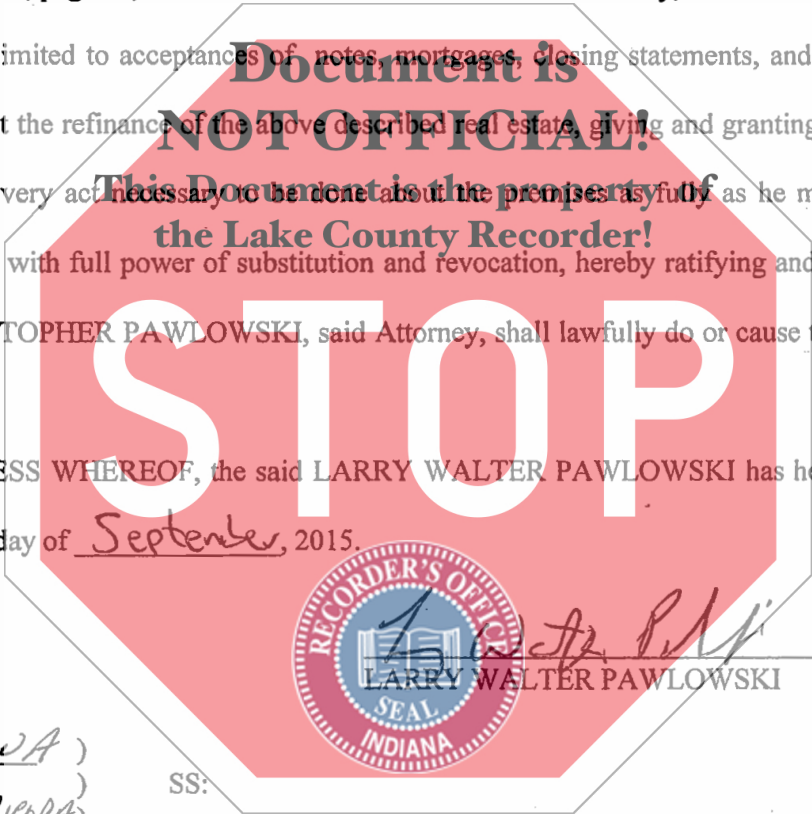 imited to acceptances of notes, mortgages, closing statements, and
Document is
t the refinance of the above described real estate, giving and granting
NOT OFFICIAL!
very act necessary to be done about the premises as fully as he m
This Document is the property of
the Lake County Recorder!
with full power of substitution and revocation, hereby ratifying and
TOPHER PAWLOWSKI, said Attorney, shall lawfully do or cause t
STOP
ESS WHEREOF, the said LARRY WALTER PAWLOWSKI has he
day of September, 2015.
RECORDER'S OFFICE
SEAL
INDIANA
LARRY WALTER PAWLOWSKI
)
) SS: